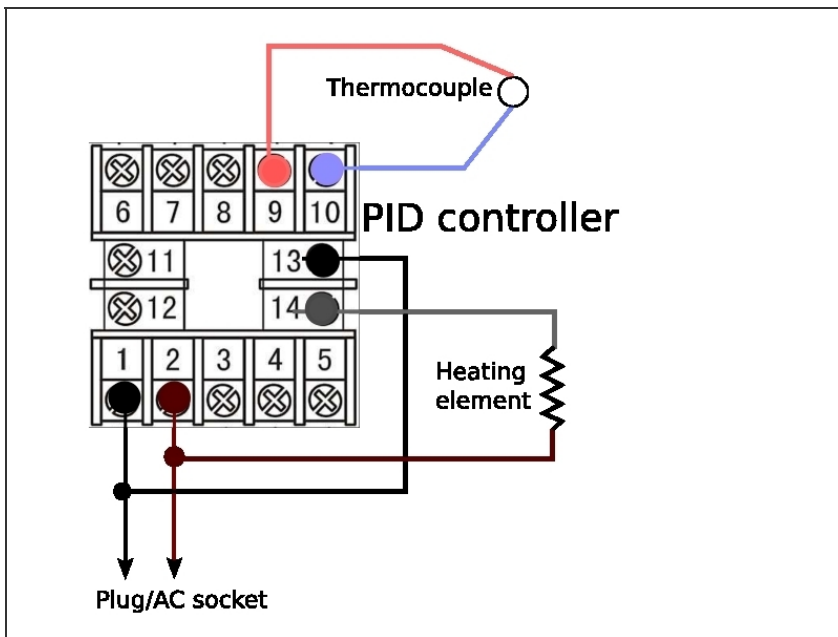 Thermocouple
6 7 8 9 10
PID controller
11 13
12 14
1 2 3 4 5
Heating
element
Plug/AC socket